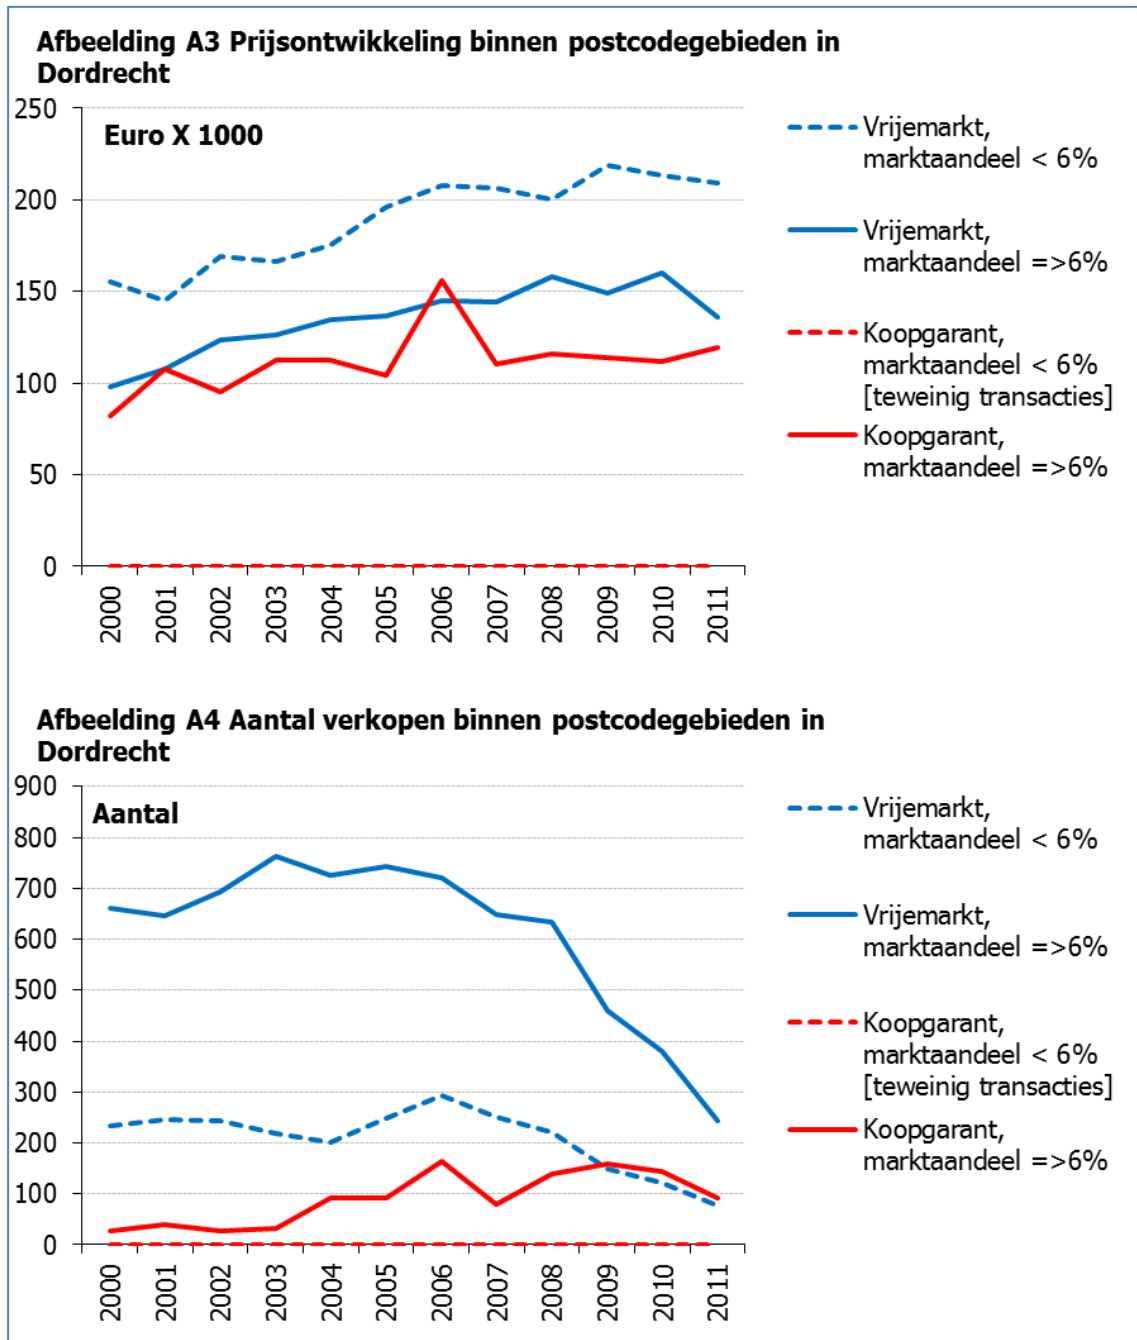 Afbeelding A3 Prijsontwikkeling binnen postcodegebieden in
Dordrecht
250
200
150
100
50
0
Euro X 1000
2000
2001
2002
2003
2004
2005
2006
2007
2008
2009
2010
2011
Vrijemarkt,
marktaandeel < 6%
Vrijemarkt,
marktaandeel =>6%
Koopgarant,
marktaandeel < 6%
[teweinig transacties]
Koopgarant,
marktaandeel =>6%
Afbeelding A4 Aantal verkopen binnen postcodegebieden in
Dordrecht
900
800
700
600
500
400
300
200
100
0
Aantal
2000
2001
2002
2003
2004
2005
2006
2007
2008
2009
2010
2011
Vrijemarkt,
marktaandeel < 6%
Vrijemarkt,
marktaandeel =>6%
Koopgarant,
marktaandeel < 6%
[teweinig transacties]
Koopgarant,
marktaandeel =>6%